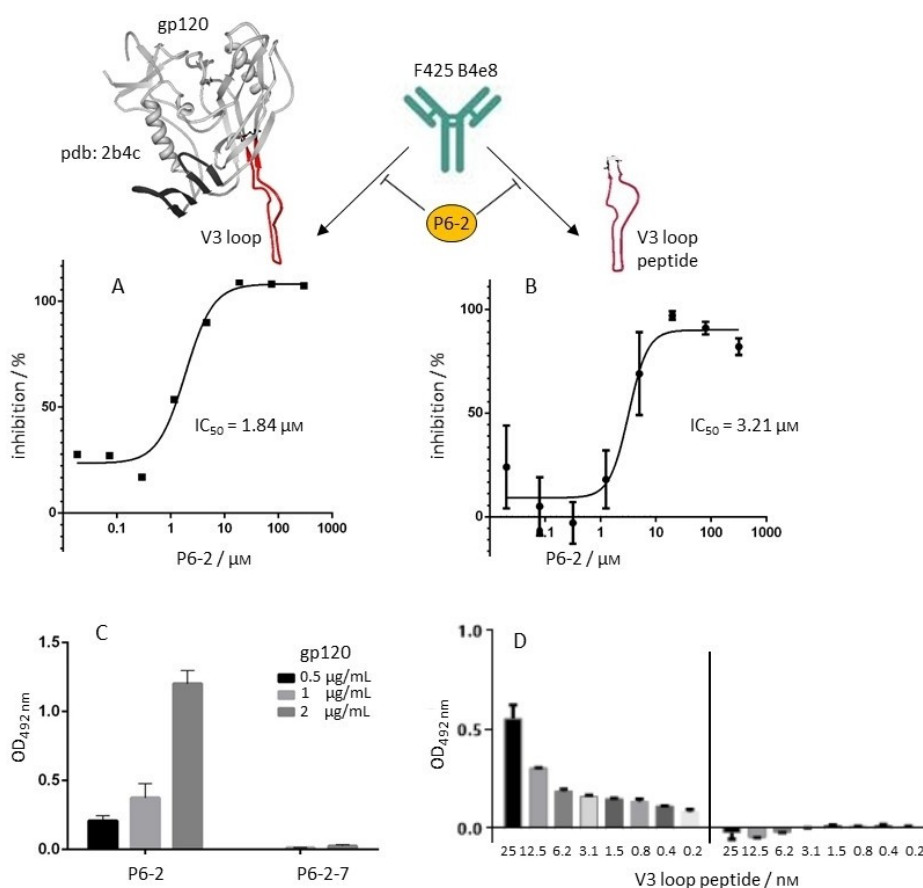 gp120
F425 B4e8
pdb: 2b4c
P6-2
V3 loop
V3 loop
peptide
A
100
50
0
inhibition / %
IC50 = 1.84 μM
0.1 1 10 100 1000
P6-2 / μM
B
100
50
0
inhibition / %
IC50 = 3.21 μM
0.1 1 10 100 1000
P6-2 / μM
C
gp120
0.5 μg/mL
1 μg/mL
2 μg/mL
1.5
1.0
0.5
0.0
OD492 nm
P6-2 P6-2-7
D
1.0
0.5
0.0
OD492 nm
25 12.5 6.2 3.1 1.5 0.8 0.4 0.2 25 12.5 6.2 3.1 1.5 0.8 0.4 0.2
V3 loop peptide / nM